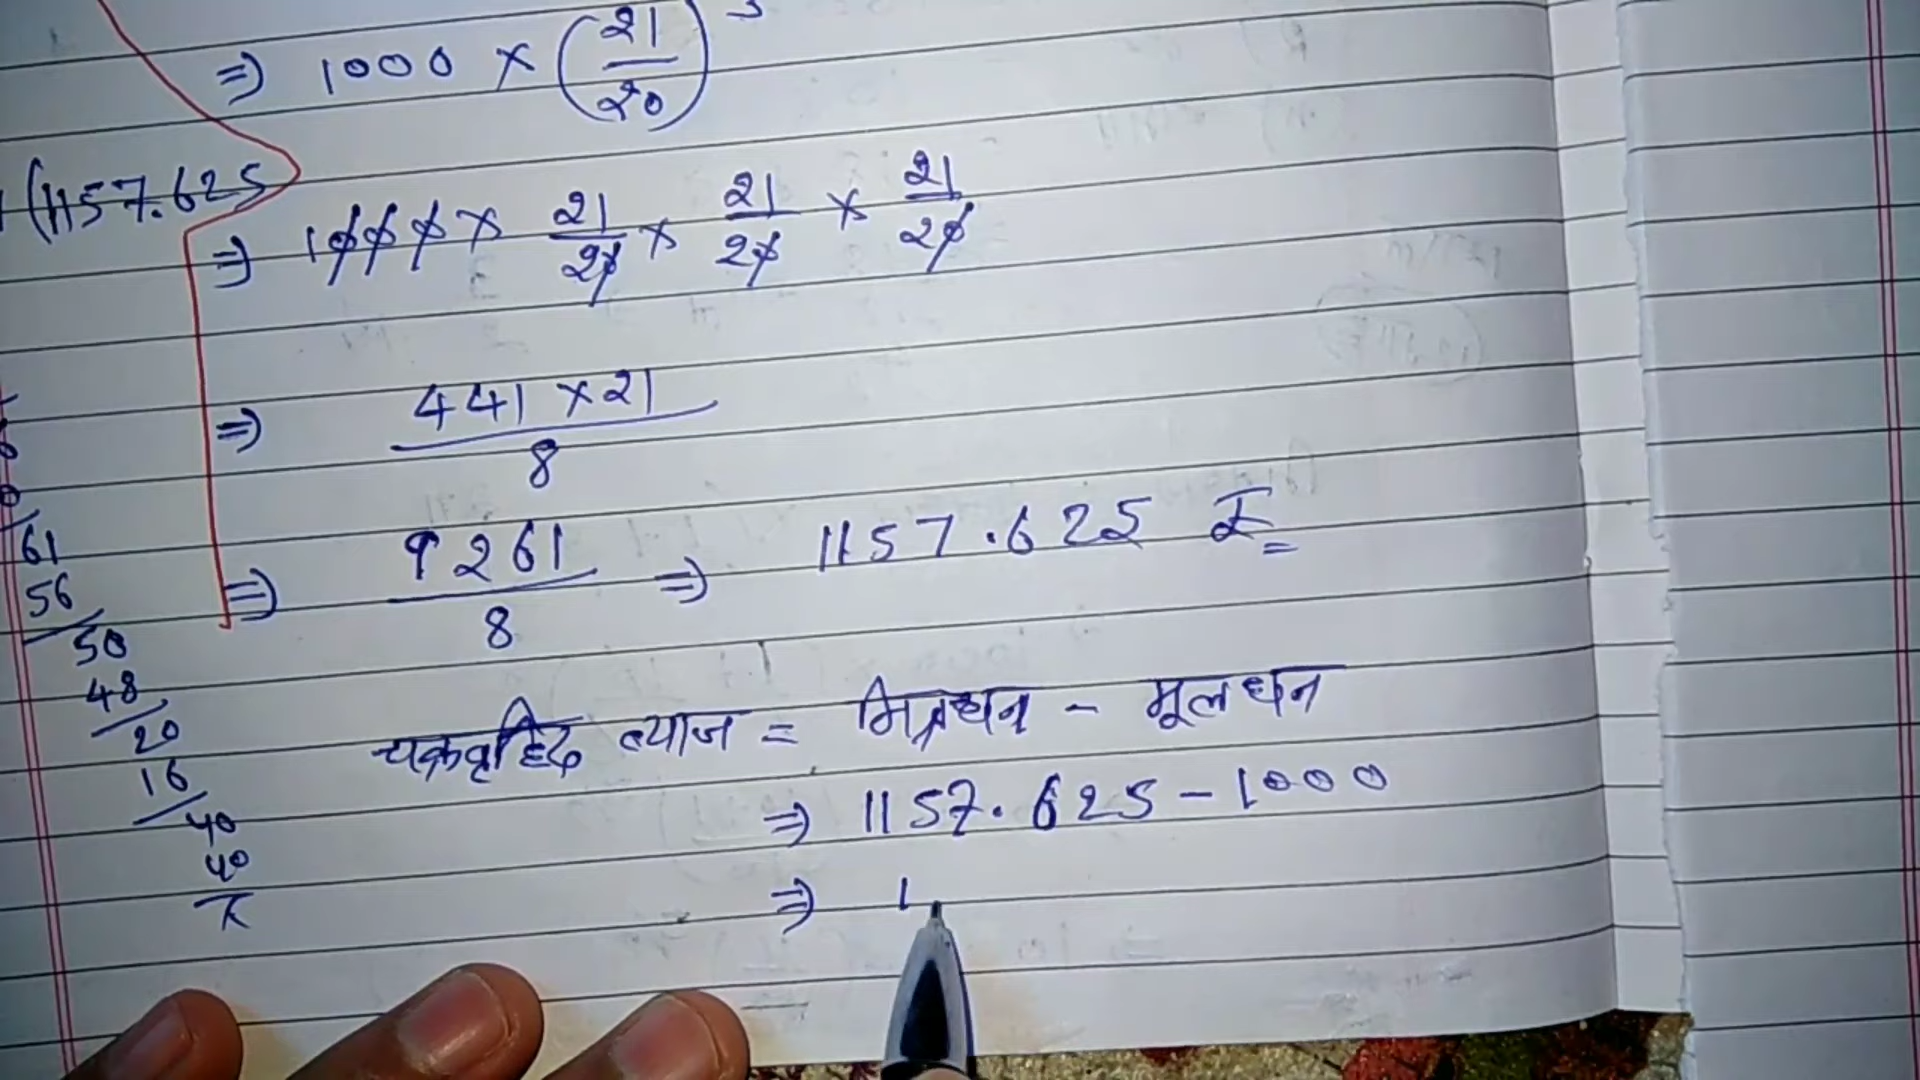 ⇒ 1000 × (21/20)³
(1157.625
⇒ 1000 × 21/20 × 21/20 × 21/20
⇒ 441 × 21 / 8
⇒ 9261/8 ⇒ 1157.625 ₹
61
56
50
48
20
16
40
40
×
चक्रवृद्धि ब्याज = मिश्रधन - मूलधन
⇒ 1157.625 - 1000
⇒ 1